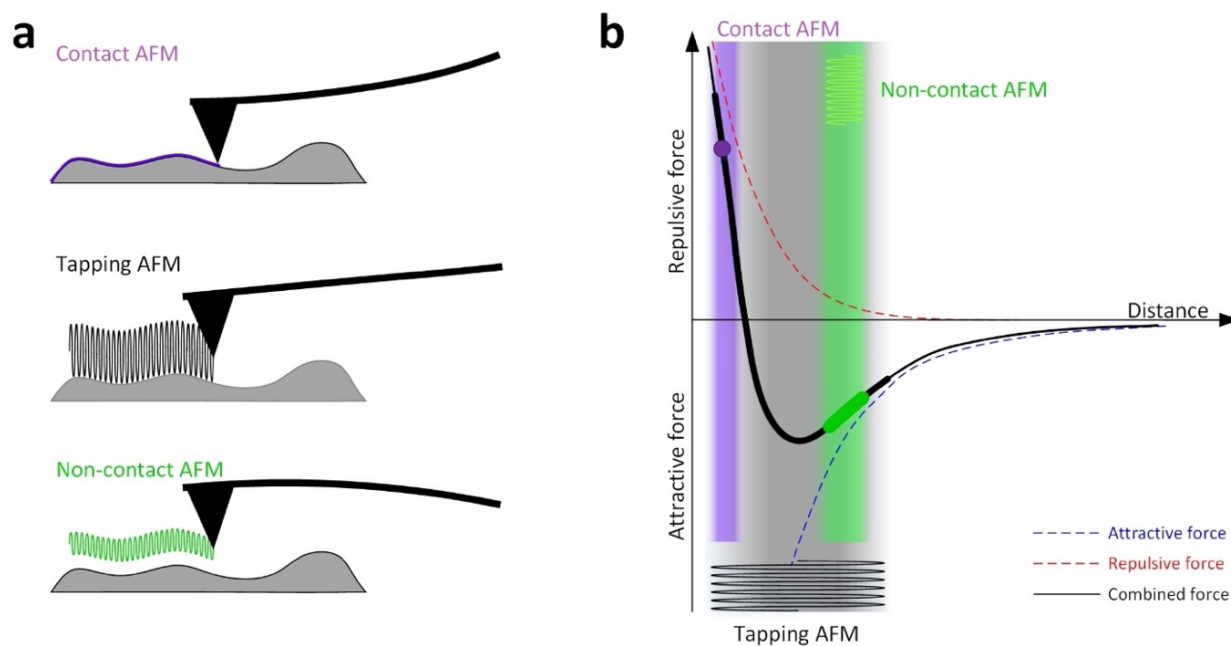 a
Contact AFM
Tapping AFM
Non-contact AFM
b
Contact AFM
Non-contact AFM
Repulsive force
Distance
Attractive force
Attractive force
Repulsive force
Combined force
Tapping AFM